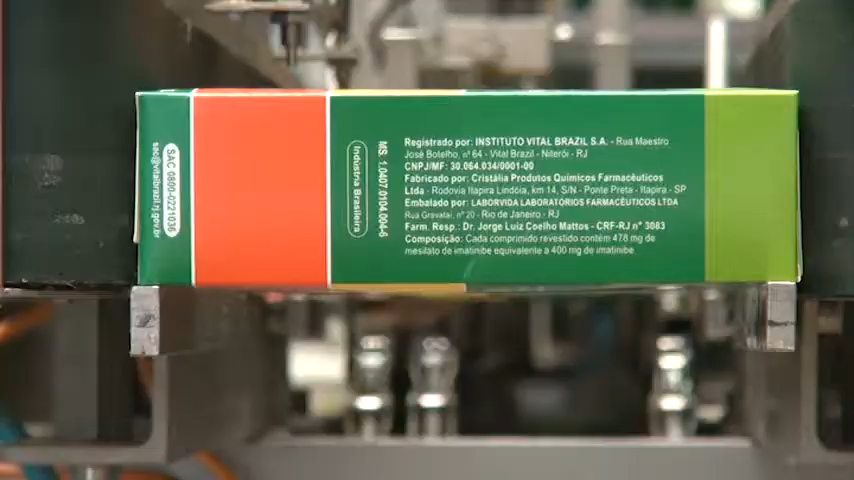 SAC 0800-0221036
sac@vitalbrazil.rj.gov.br
Indústria Brasileira
MS. 1.0407.0104.004-6
Registrado por: INSTITUTO VITAL BRAZIL S.A. - Rua Maestro
José Botelho, nº 64 - Vital Brazil - Niterói - RJ
CNPJ/MF: 30.064.034/0001-00
Fabricado por: Cristália Produtos Químicos Farmacêuticos
Ltda - Rodovia Itapira Lindóia, km 14, S/N - Ponte Preta - Itapira - SP
Embalado por: LABORVIDA LABORATÓRIOS FARMACÊUTICOS LTDA
Rua Gravataí, nº 20 - Rio de Janeiro - RJ
Farm. Resp.: Dr. Jorge Luiz Coelho Mattos - CRF-RJ n° 3083
Composição: Cada comprimido revestido contém 478 mg de
mesilato de imatinibe equivalente a 400 mg de imatinibe